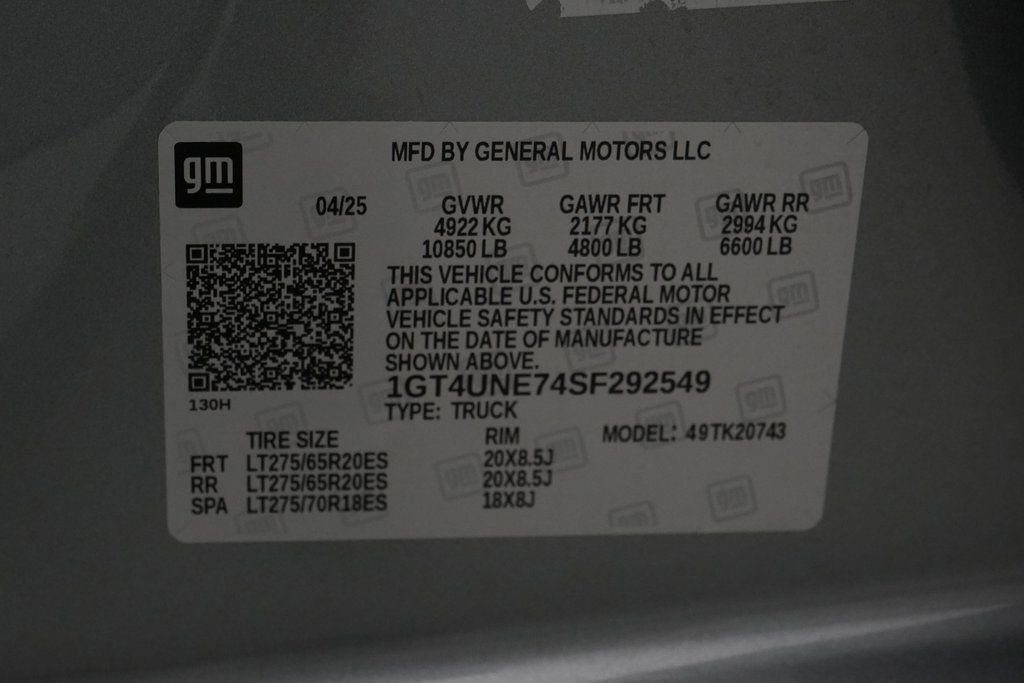 gm
MFD BY GENERAL MOTORS LLC
04/25 GVWR GAWR FRT GAWR RR
4922 KG 2177 KG 2994 KG
10850 LB 4800 LB 6600 LB
THIS VEHICLE CONFORMS TO ALL
APPLICABLE U.S. FEDERAL MOTOR
VEHICLE SAFETY STANDARDS IN EFFECT
ON THE DATE OF MANUFACTURE
SHOWN ABOVE.
1GT4UNE74SF292549
130H
TYPE: TRUCK
TIRE SIZE RIM MODEL: 49TK20743
FRT LT275/65R20ES 20X8.5J
RR LT275/65R20ES 20X8.5J
SPA LT275/70R18ES 18X8J